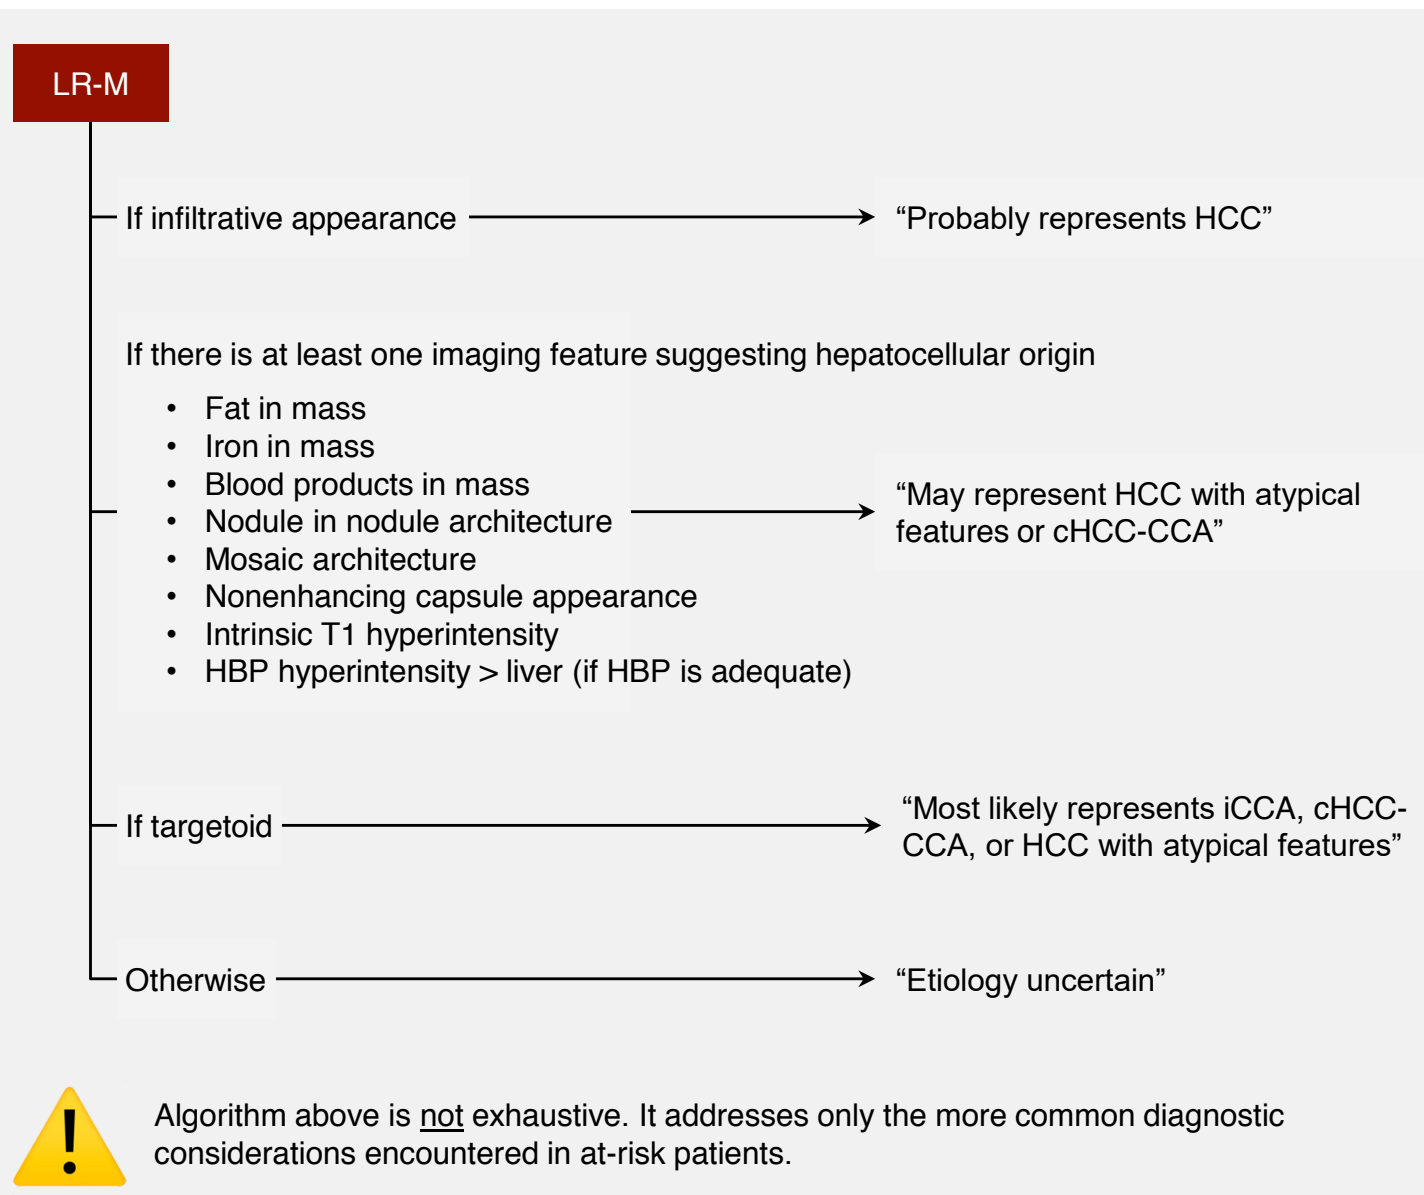 LR-M
If infiltrative appearance
“Probably represents HCC”
If there is at least one imaging feature suggesting hepatocellular origin
• Fat in mass
• Iron in mass
• Blood products in mass
• Nodule in nodule architecture
• Mosaic architecture
• Nonenhancing capsule appearance
• Intrinsic T1 hyperintensity
• HBP hyperintensity > liver (if HBP is adequate)
“May represent HCC with atypical
features or cHCC-CCA”
If targetoid
“Most likely represents iCCA, cHCC-
CCA, or HCC with atypical features”
Otherwise
“Etiology uncertain”
Algorithm above is not exhaustive. It addresses only the more common diagnostic
considerations encountered in at-risk patients.